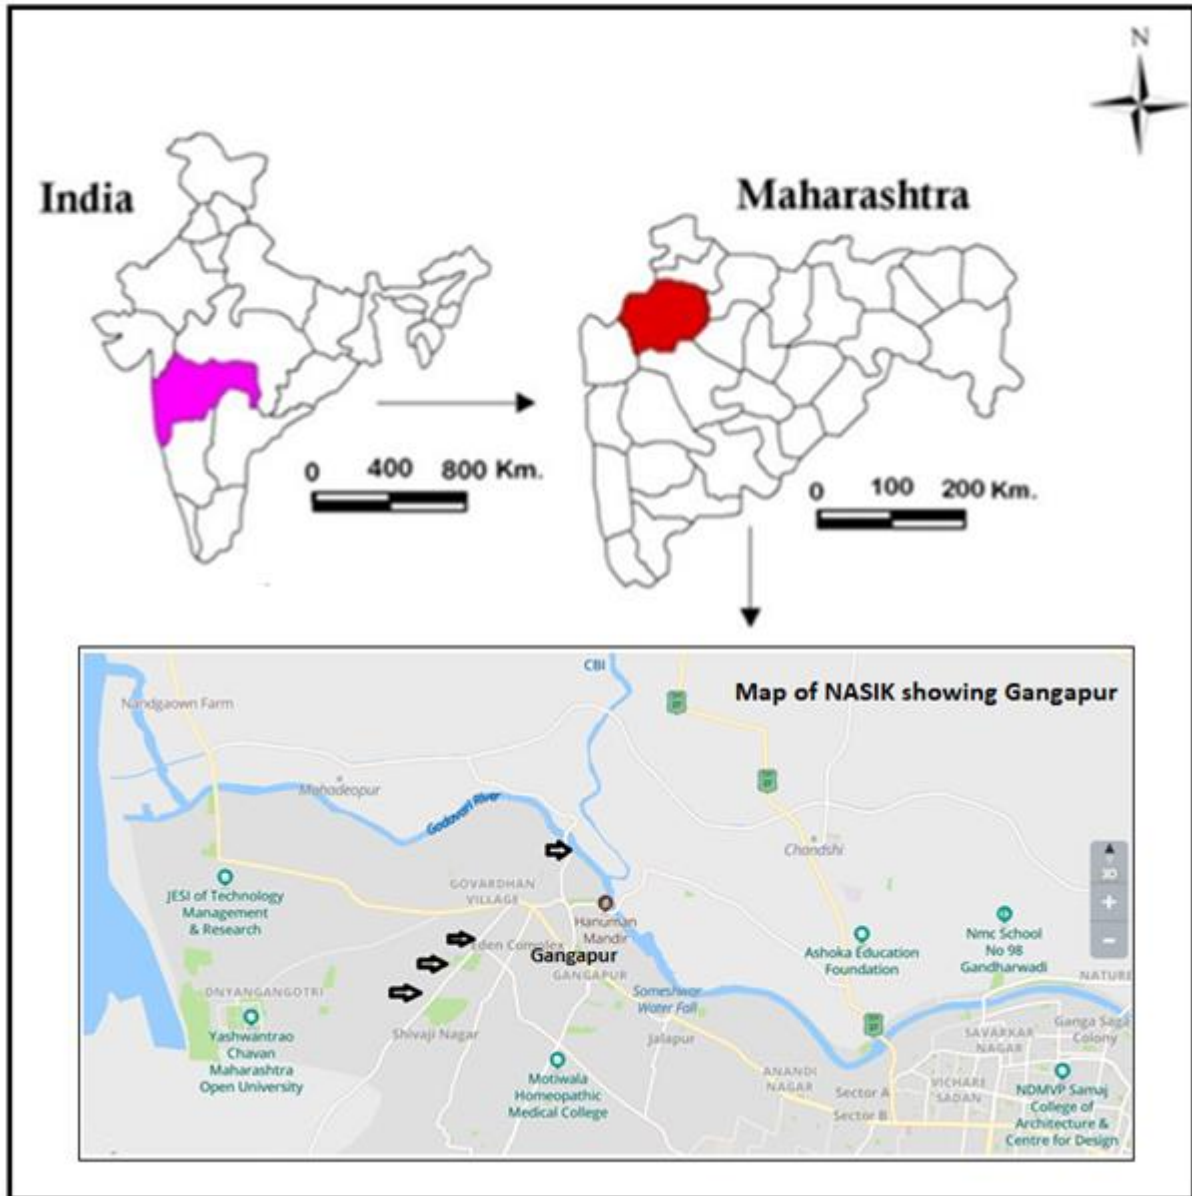 N
India
Maharashtra
0 400 800 Km.
0 100 200 Km.
CBI
Map of NASIK showing Gangapur
Nandgaown Farm
Mahadeopur
Godavari River
Chandshi
3D
+
−
JESI of Technology
Management
& Research
GOVARDHAN
VILLAGE
Hanuman
Mandir
Eden Complex
Gangapur
GANGAPUR
Ashoka Education
Foundation
Nmc School
No 98
Gandharwadi
NATURE
DNYANGANGOTRI
Someshwar
Water Fall
Yashwantrao
Chavan
Maharashtra
Open University
Shivaji Nagar
Jalapur
SAVARKAR
NAGAR
Ganga Saga
Colony
Motiwala
Homeopathic
Medical College
ANANDI
NAGAR
Sector A
Sector B
VICHARE
SADAN
NDMVP Samaj
College of
Architecture &
Centre for Design